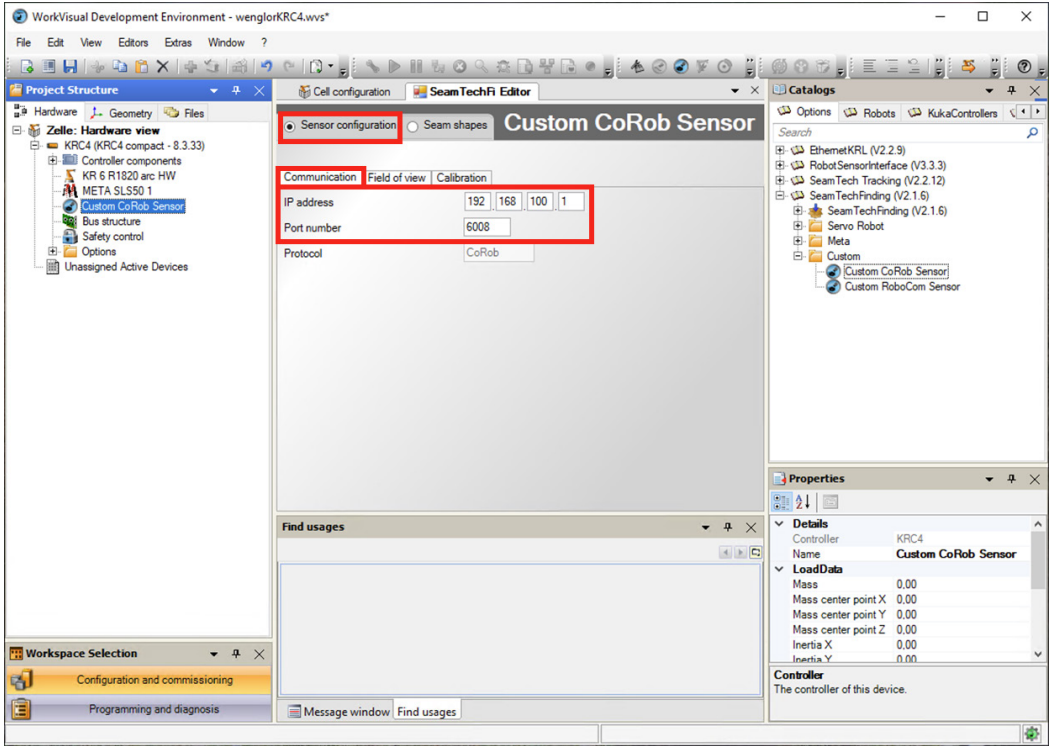 WorkVisual Development Environment - wenglorKRC4.wvs*
File Edit View Editors Extras Window ?
Project Structure
Hardware Geometry Files
Zelle: Hardware view
KRC4 (KRC4 compact - 8.3.33)
Controller components
KR 6 R1820 arc HW
META SLS50 1
Custom CoRob Sensor
Bus structure
Safety control
Options
Unassigned Active Devices
Workspace Selection
Configuration and commissioning
Programming and diagnosis
Cell configuration SeamTechFi Editor
Sensor configuration Seam shapes Custom CoRob Sensor
Communication Field of view Calibration
IP address 192 . 168 . 100 . 1
Port number 6008
Protocol CoRob
Find usages
Message window Find usages
Catalogs
Options Robots KukaControllers
Search
EthernetKRL (V2.2.9)
RobotSensorInterface (V3.3.3)
SeamTech Tracking (V2.2.12)
SeamTechFinding (V2.1.6)
SeamTechFinding (V2.1.6)
Servo Robot
Meta
Custom
Custom CoRob Sensor
Custom RoboCom Sensor
Properties
Details
Controller KRC4
Name Custom CoRob Sensor
LoadData
Mass 0,00
Mass center point X 0,00
Mass center point Y 0,00
Mass center point Z 0,00
Inertia X 0,00
Inertia Y 0,00
Controller
The controller of this device.